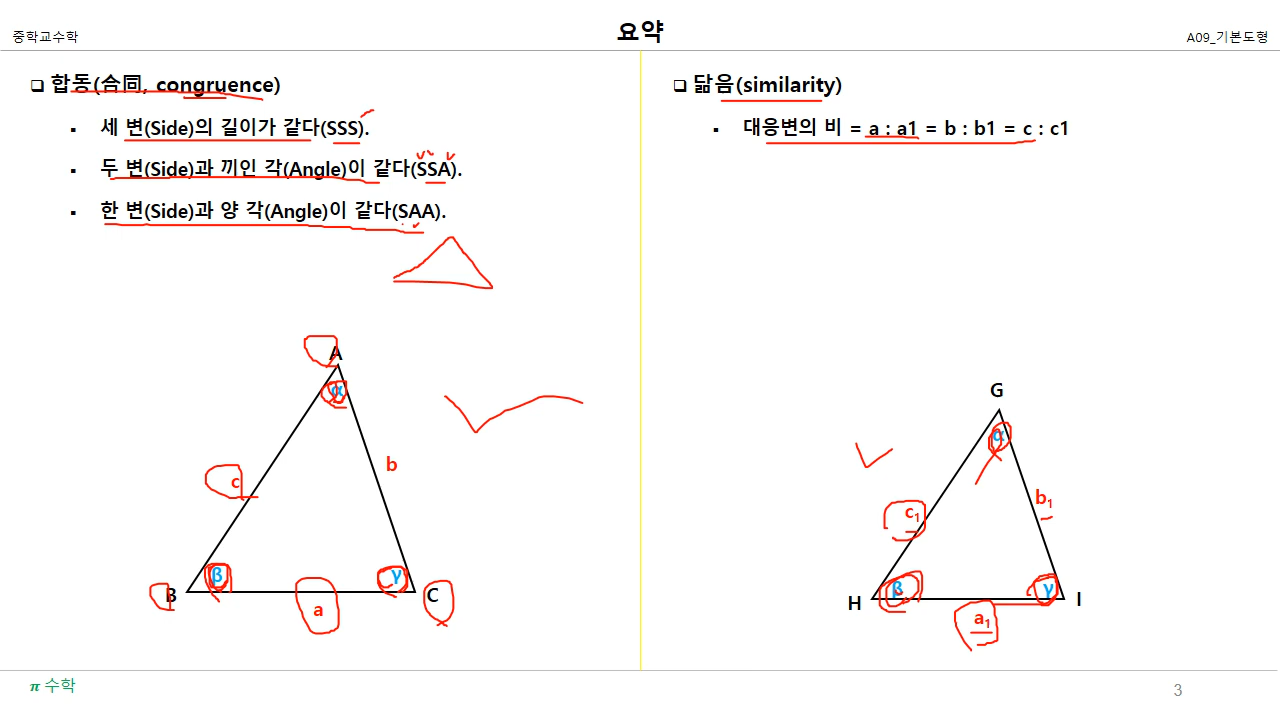 중학교수학
요약
A09_기본도형
❑ 합동(合同, congruence)
▪ 세 변(Side)의 길이가 같다(SSS).
▪ 두 변(Side)과 끼인 각(Angle)이 같다(SSA).
▪ 한 변(Side)과 양 각(Angle)이 같다(SAA).
A
α
b
c
β
γ
B
C
a
❑ 닮음(similarity)
▪ 대응변의 비 = a : a1 = b : b1 = c : c1
G
α
b₁
c₁
β
γ
H
I
a₁
π 수학
3